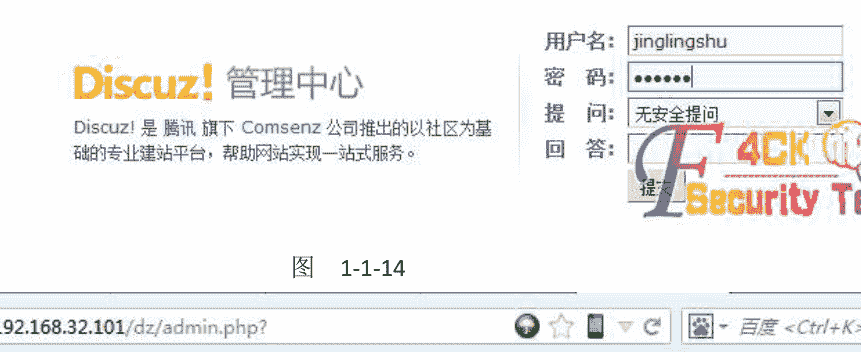 用户名: jinglingshu
Discuz! 管理中心
密 码: ••••••
Discuz! 是 腾讯 旗下 Comsenz 公司推出的以社区为基
础的专业建站平台，帮助网站实现一站式服务。
提 问: 无安全提问
回 答:
提交
F4CK
Security Te
图 1-1-14
192.168.32.101/dz/admin.php?
百度 <Ctrl+K>